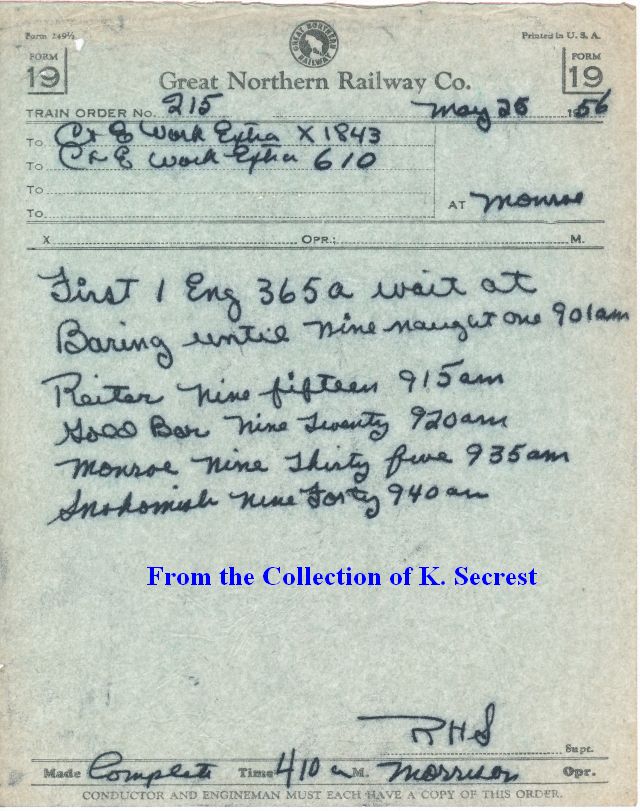 Form 249½
Printed in U. S. A.
GREAT NORTHERN RAILWAY
FORM 19
Great Northern Railway Co.
FORM 19
TRAIN ORDER No. 215 May 25 1956
To C & E Work Extra X 1843
To C & E Work Extra 610
To
To
AT Monroe
X OPR.: M.
First 1 Eng 365a wait at
Baring until nine naught one 901am
Reiter nine fifteen 915am
Gold Bar nine Twenty 920am
Monroe nine Thirty five 935am
Snohomish nine Forty 940am
From the Collection of K. Secrest
RHS
Supt.
Made Complete Time 410 a M. Morrison Opr.
CONDUCTOR AND ENGINEMAN MUST EACH HAVE A COPY OF THIS ORDER.